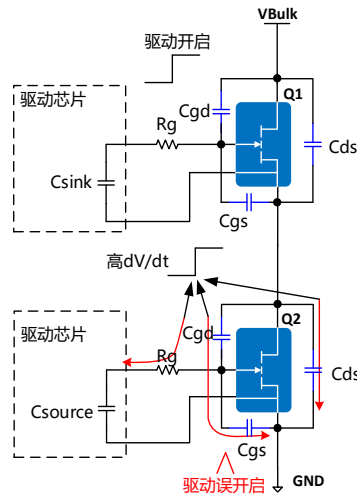 VBulk
驱动开启
Q1
Cgd
驱动芯片
Rg
Cds
Csink
Cgs
高dV/dt
Q2
Cgd
驱动芯片
Rg
Cds
Csource
Cgs
驱动误开启
GND